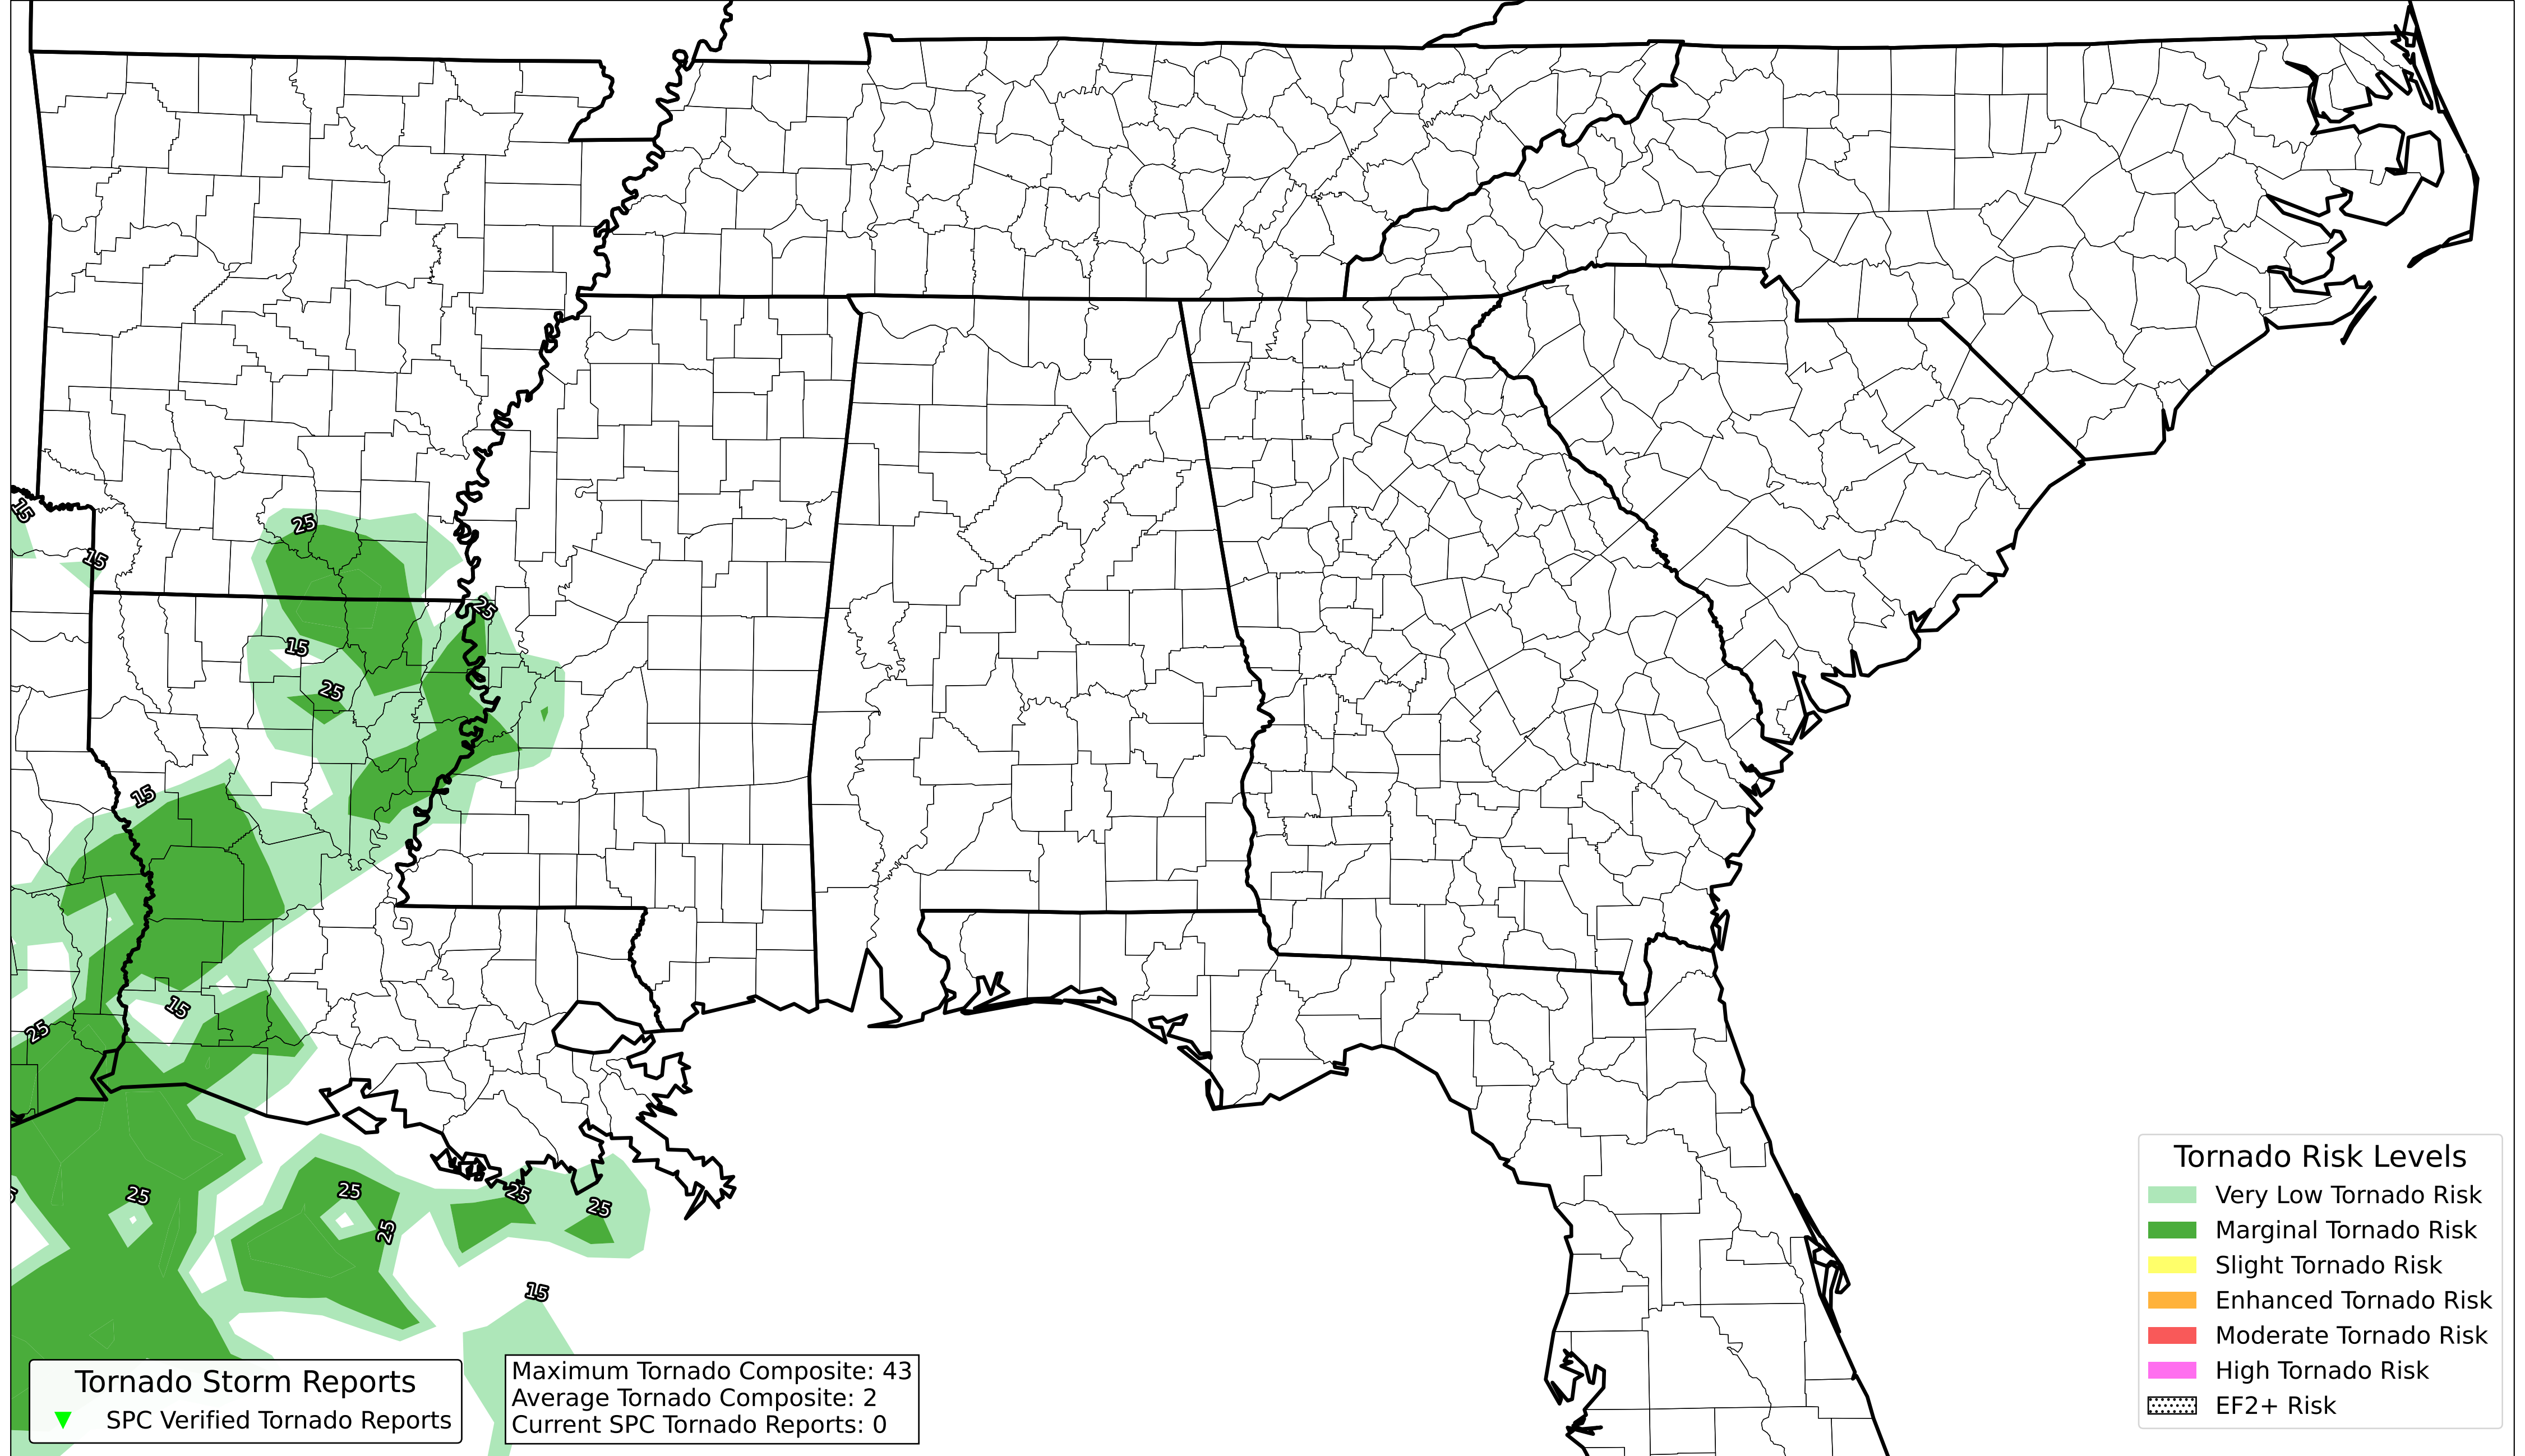 15
25
15
25
15
25
15
25
15
25
25
25
25
25
15
Tornado Storm Reports
SPC Verified Tornado Reports
Maximum Tornado Composite: 43
Average Tornado Composite: 2
Current SPC Tornado Reports: 0
Tornado Risk Levels
Very Low Tornado Risk
Marginal Tornado Risk
Slight Tornado Risk
Enhanced Tornado Risk
Moderate Tornado Risk
High Tornado Risk
EF2+ Risk